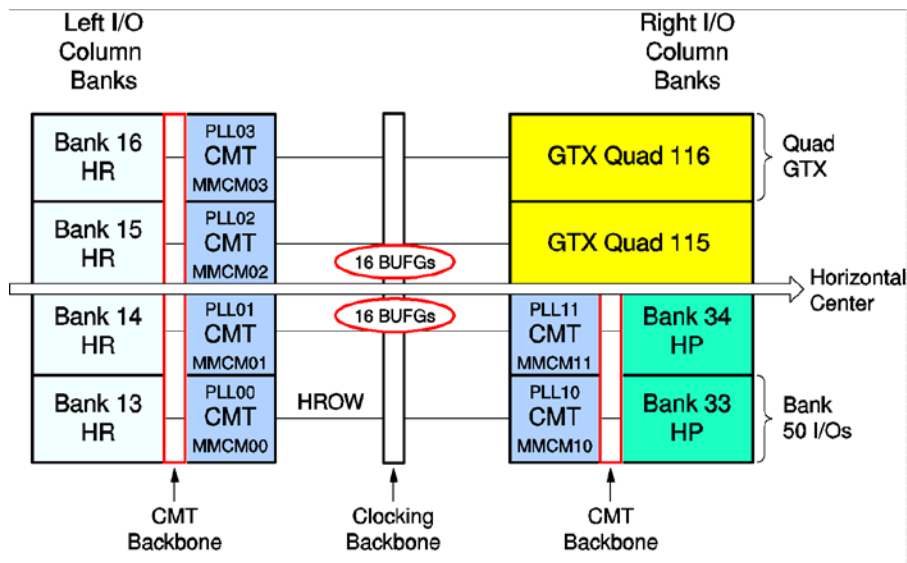 Left I/O
Column
Banks
Right I/O
Column
Banks
Bank 16
HR
PLL03
CMT
MMCM03
GTX Quad 116
Quad
GTX
Bank 15
HR
PLL02
CMT
MMCM02
16 BUFGs
GTX Quad 115
Horizontal
Center
Bank 14
HR
PLL01
CMT
MMCM01
16 BUFGs
PLL11
CMT
MMCM11
Bank 34
HP
Bank 13
HR
PLL00
CMT
MMCM00
HROW
PLL10
CMT
MMCM10
Bank 33
HP
Bank
50 I/Os
CMT
Backbone
Clocking
Backbone
CMT
Backbone